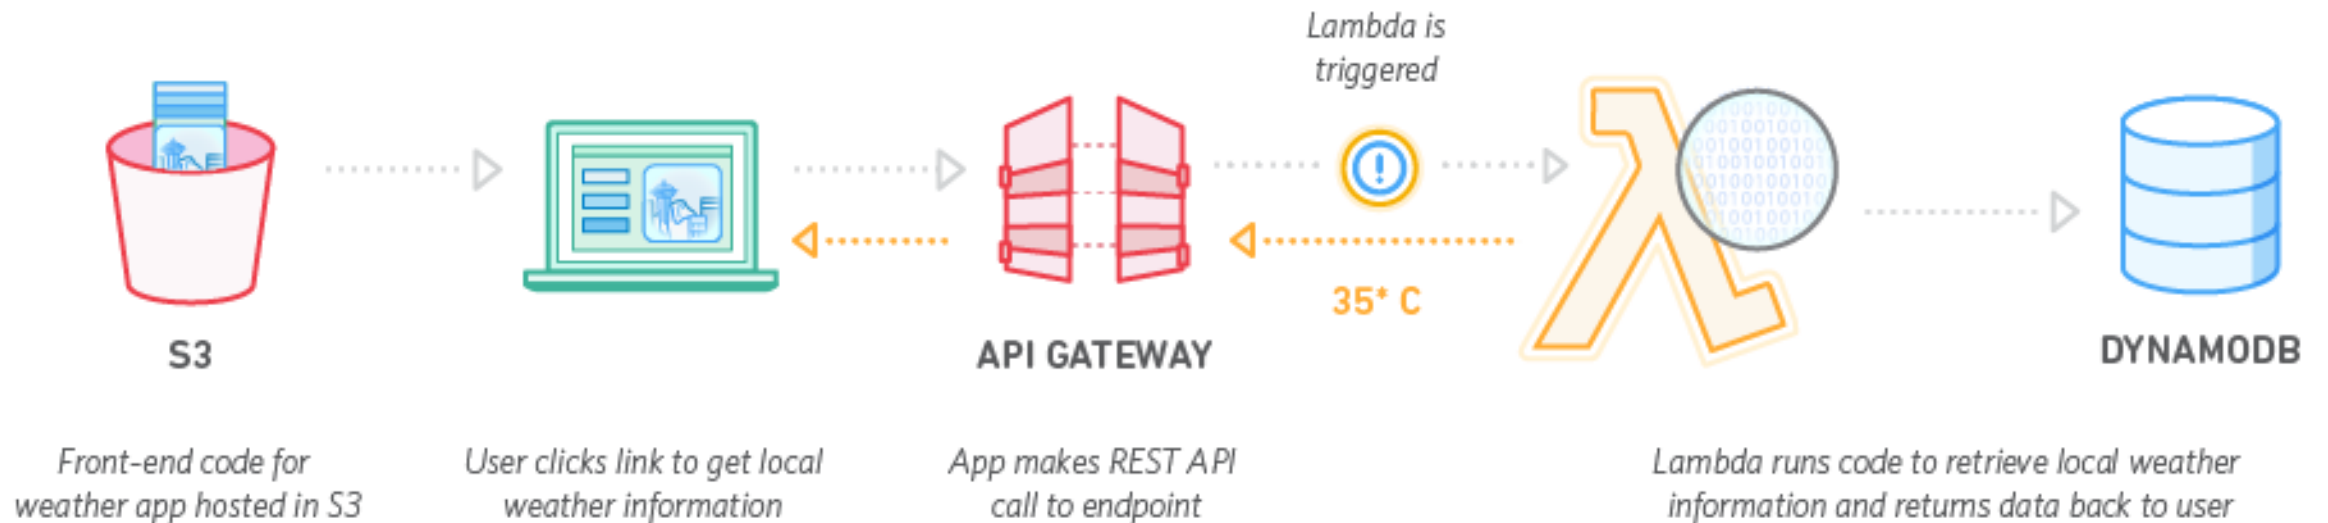 Lambda is
triggered
35* C
S3
API GATEWAY
DYNAMODB
Front-end code for
weather app hosted in S3
User clicks link to get local
weather information
App makes REST API
call to endpoint
Lambda runs code to retrieve local weather
information and returns data back to user